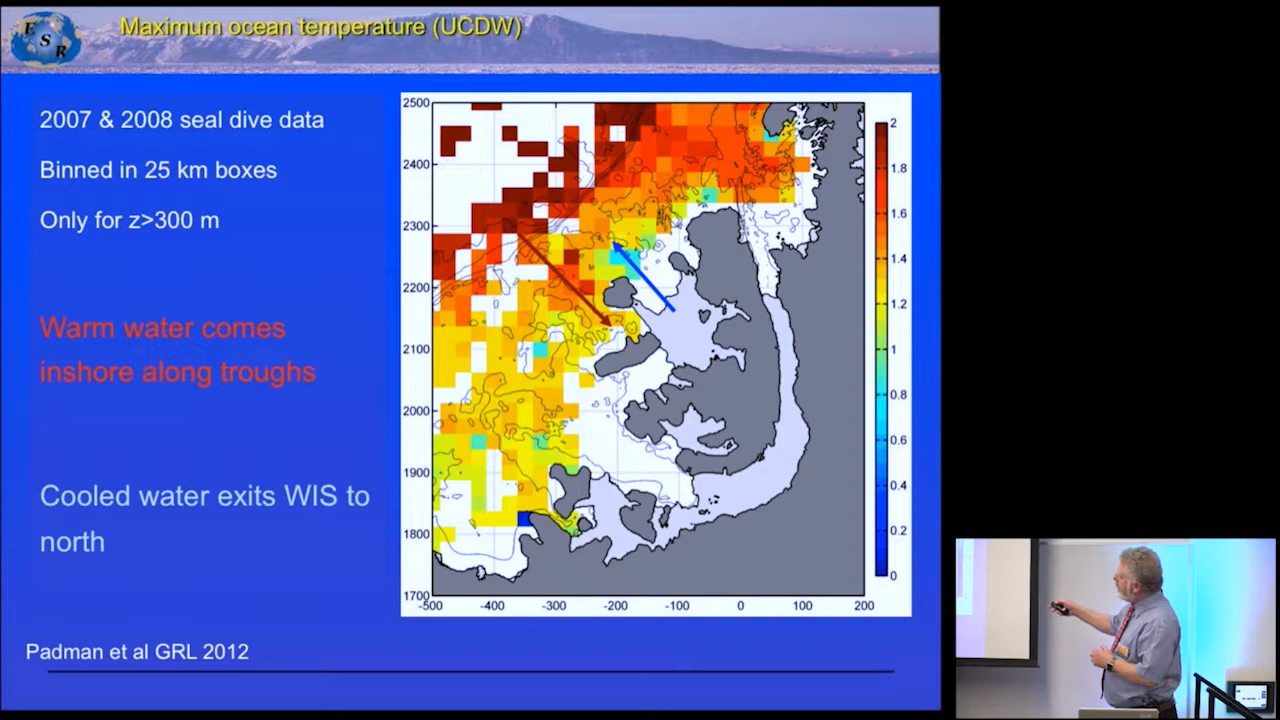 ESR
Maximum ocean temperature (UCDW)
2007 & 2008 seal dive data
Binned in 25 km boxes
Only for z>300 m
Warm water comes
inshore along troughs
Cooled water exits WIS to
north
Padman et al GRL 2012
2500
2400
2300
2200
2100
2000
1900
1800
1700
-500
-400
-300
-200
-100
0
100
200
2
1.8
1.6
1.4
1.2
1
0.8
0.6
0.4
0.2
0